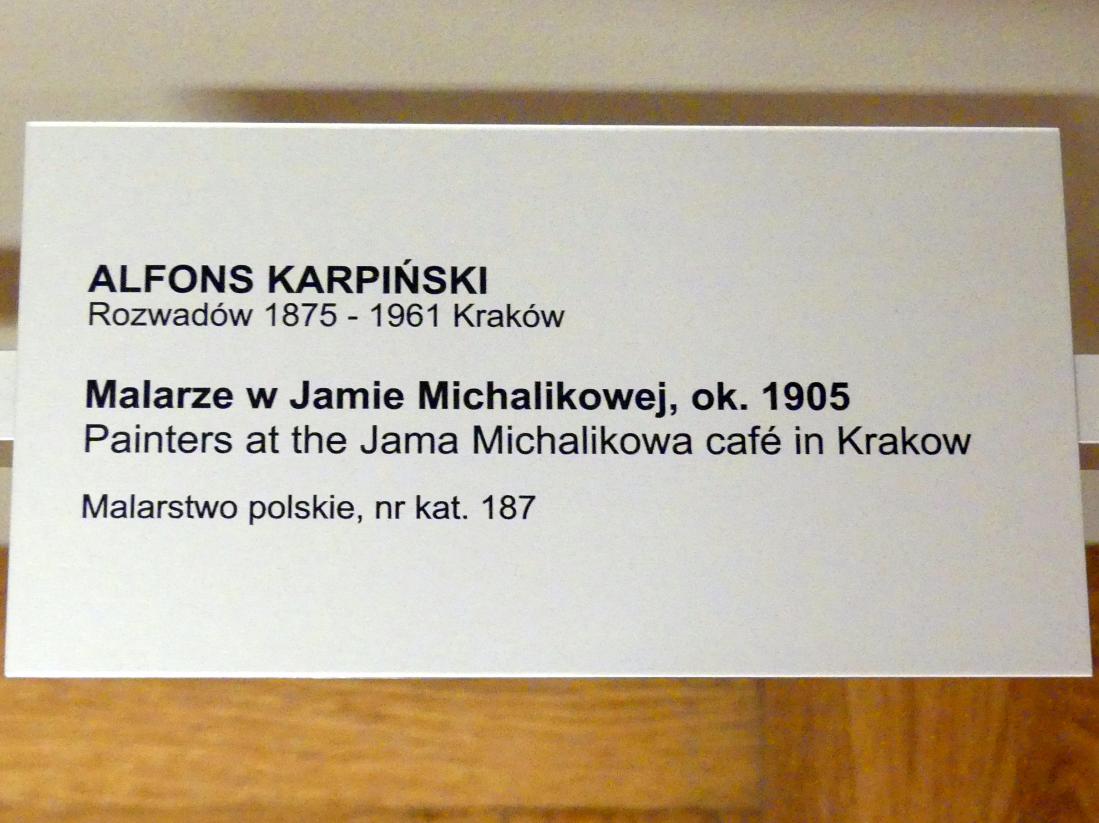 ALFONS KARPIŃSKI
Rozwadów 1875 - 1961 Kraków
Malarze w Jamie Michalikowej, ok. 1905
Painters at the Jama Michalikowa café in Krakow
Malarstwo polskie, nr kat. 187